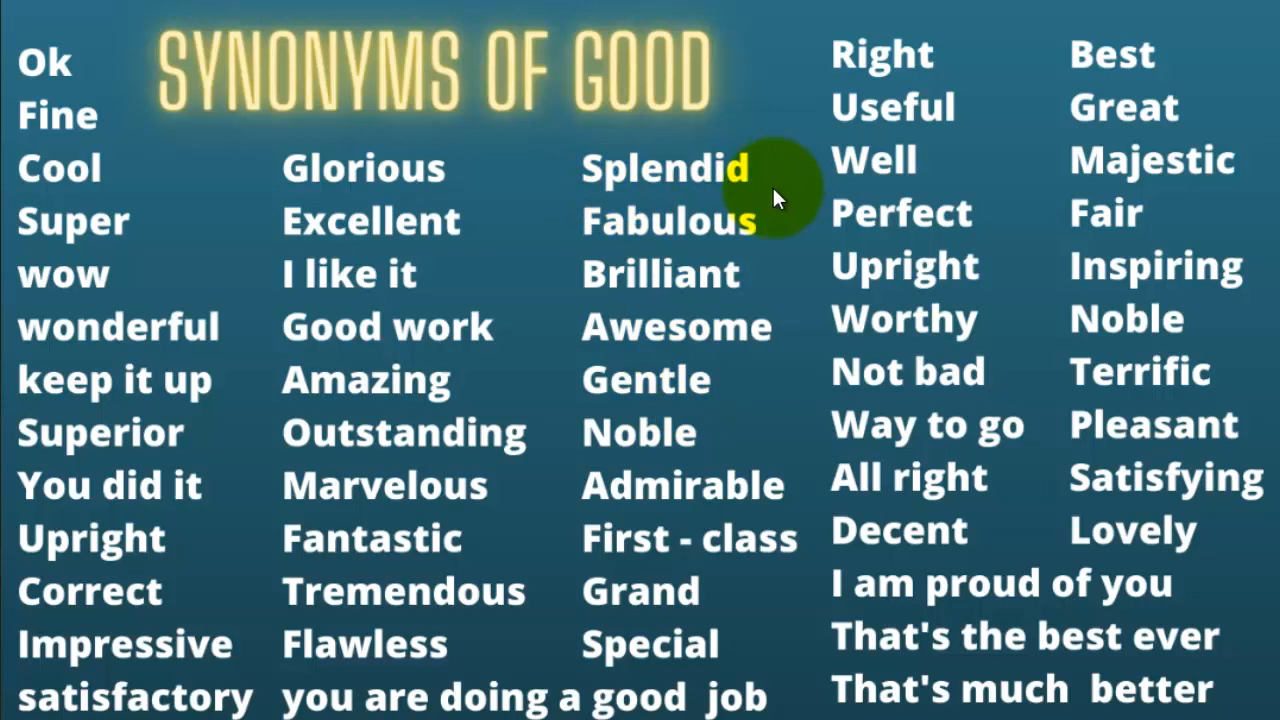 SYNONYMS OF GOOD
Ok
Fine
Cool
Super
wow
wonderful
keep it up
Superior
You did it
Upright
Correct
Impressive
satisfactory
Glorious
Excellent
I like it
Good work
Amazing
Outstanding
Marvelous
Fantastic
Tremendous
Flawless
you are doing a good  job
Splendid
Fabulous
Brilliant
Awesome
Gentle
Noble
Admirable
First - class
Grand
Special
Right
Useful
Well
Perfect
Upright
Worthy
Not bad
Way to go
All right
Decent
I am proud of you
That's the best ever
That's much  better
Best
Great
Majestic
Fair
Inspiring
Noble
Terrific
Pleasant
Satisfying
Lovely